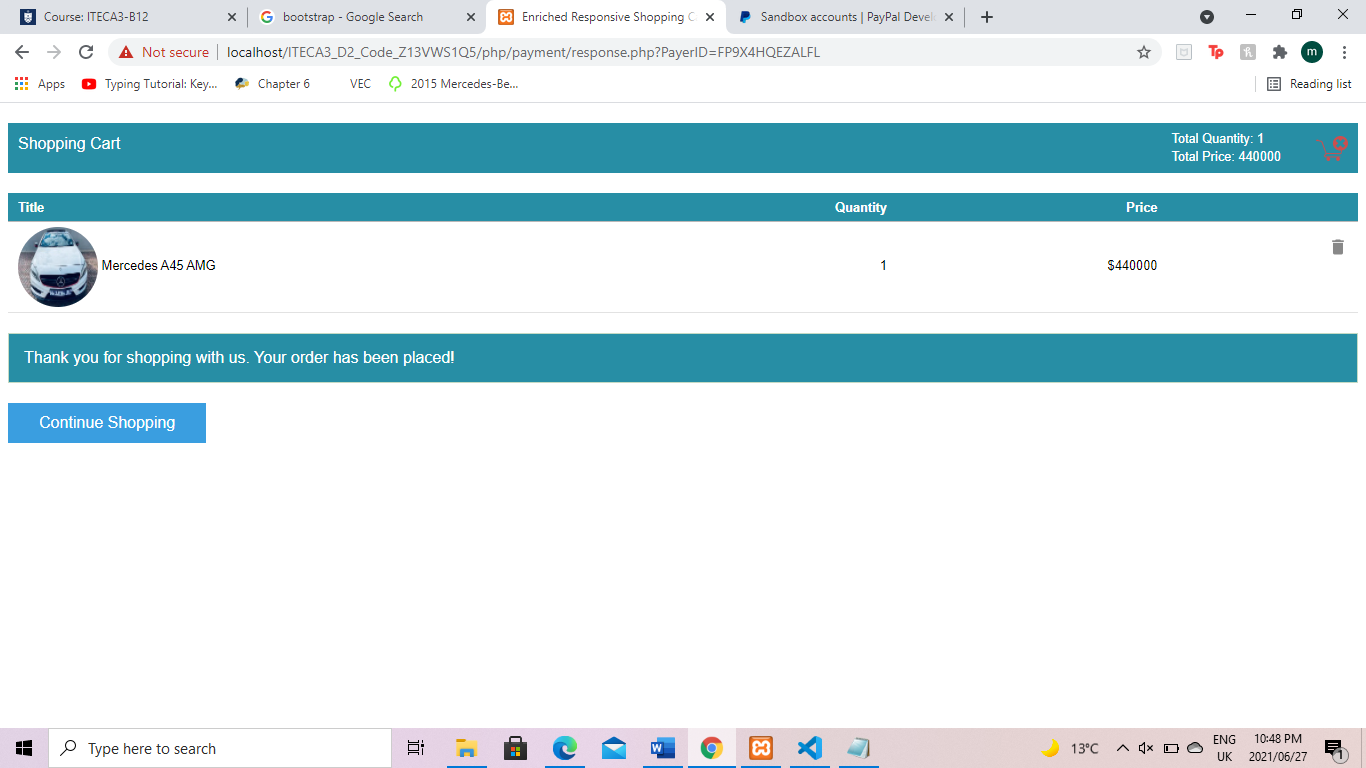 Course: ITECA3-B12
bootstrap - Google Search
Enriched Responsive Shopping C
Sandbox accounts | PayPal Devel
Not secure
localhost/ITECA3_D2_Code_Z13VWS1Q5/php/payment/response.php?PayerID=FP9X4HQEZALFL
Tp
m
Apps
Typing Tutorial: Key...
Chapter 6
VEC
2015 Mercedes-Be...
Reading list
Shopping Cart
Total Quantity: 1
Total Price: 440000
Title
Quantity
Price
Mercedes A45 AMG
1
$440000
Thank you for shopping with us. Your order has been placed!
Continue Shopping
Type here to search
13°C
ENG
UK
10:48 PM
2021/06/27
1